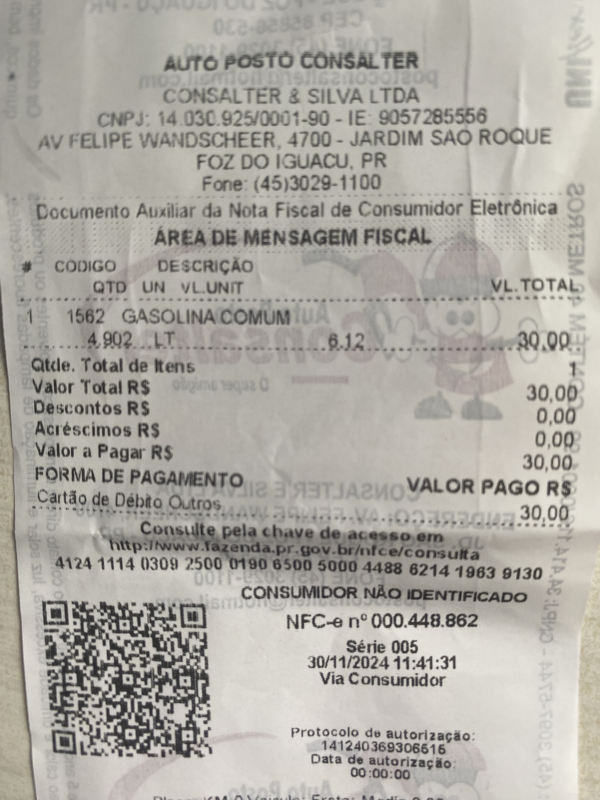 AUTO POSTO CONSALTER
CONSALTER & SILVA LTDA
CNPJ: 14.030.925/0001-90 - IE: 9057285556
AV FELIPE WANDSCHEER, 4700 - JARDIM SAO ROQUE
FOZ DO IGUACU, PR
Fone: (45)3029-1100
Documento Auxiliar da Nota Fiscal de Consumidor Eletrônica
ÁREA DE MENSAGEM FISCAL
# CÓDIGO DESCRIÇÃO
QTD UN VL.UNIT VL.TOTAL
1 1562 GASOLINA COMUM
4,902 LT 6,12 30,00
Qtde. Total de Itens 1
Valor Total R$ 30,00
Descontos R$ 0,00
Acréscimos R$ 0,00
Valor a Pagar R$ 30,00
FORMA DE PAGAMENTO VALOR PAGO R$
Cartão de Débito Outros 30,00
Consulte pela chave de acesso em
http://www.fazenda.pr.gov.br/nfce/consulta
4124 1114 0309 2500 0190 6500 5000 4488 6214 1963 9130
CONSUMIDOR NÃO IDENTIFICADO
NFC-e nº 000.448.862
Série 005
30/11/2024 11:41:31
Via Consumidor
Protocolo de autorização:
141240369306515
Data de autorização:
00:00:00